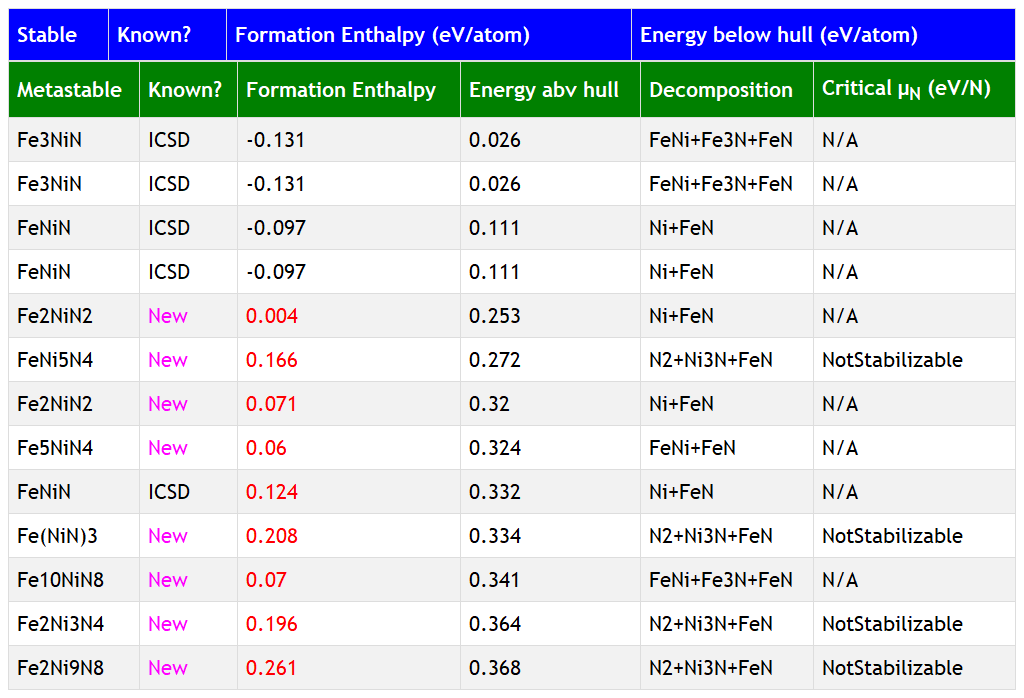 Stable Known? Formation Enthalpy (eV/atom) Energy below hull (eV/atom)
Metastable Known? Formation Enthalpy Energy abv hull Decomposition Critical μN (eV/N)
Fe3NiN ICSD -0.131 0.026 FeNi+Fe3N+FeN N/A
Fe3NiN ICSD -0.131 0.026 FeNi+Fe3N+FeN N/A
FeNiN ICSD -0.097 0.111 Ni+FeN N/A
FeNiN ICSD -0.097 0.111 Ni+FeN N/A
Fe2NiN2 New 0.004 0.253 Ni+FeN N/A
FeNi5N4 New 0.166 0.272 N2+Ni3N+FeN NotStabilizable
Fe2NiN2 New 0.071 0.32 Ni+FeN N/A
Fe5NiN4 New 0.06 0.324 FeNi+FeN N/A
FeNiN ICSD 0.124 0.332 Ni+FeN N/A
Fe(NiN)3 New 0.208 0.334 N2+Ni3N+FeN NotStabilizable
Fe10NiN8 New 0.07 0.341 FeNi+Fe3N+FeN N/A
Fe2Ni3N4 New 0.196 0.364 N2+Ni3N+FeN NotStabilizable
Fe2Ni9N8 New 0.261 0.368 N2+Ni3N+FeN NotStabilizable